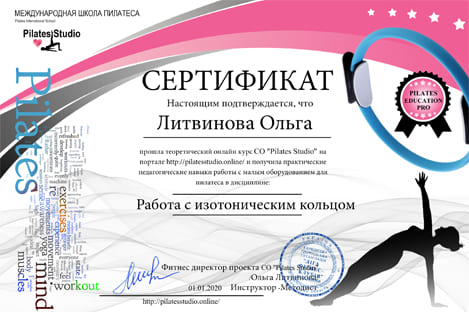 МЕЖДУНАРОДНАЯ ШКОЛА ПИЛАТЕСА
Pilates International School
Pilates Studio
СЕРТИФИКАТ
Настоящим подтверждается, что
Литвинова Ольга
прошла теоретический онлайн курс СО "Pilates Studio" на
портале http://pilatesstudio.online/ и получила практические
педагогические навыки работы с малым оборудованием для
пилатеса в дисциплине:
Работа с изотоническим кольцом
PILATES
EDUCATION
PRO
Pilates
exercises
mind
muscles
workout
yoga
Фитнес директор проекта СО "Pilates Studio"
Ольга Литвинова
01.01.2020 Инструктор -Методист
http://pilatesstudio.online/